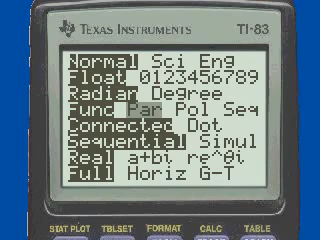 TEXAS INSTRUMENTS TI-83
Normal Sci Eng
Float 0123456789
Radian Degree
Func Par Pol Seq
Connected Dot
Sequential Simul
Real a+bi re^θi
Full Horiz G-T
STAT PLOT TBLSET FORMAT CALC TABLE